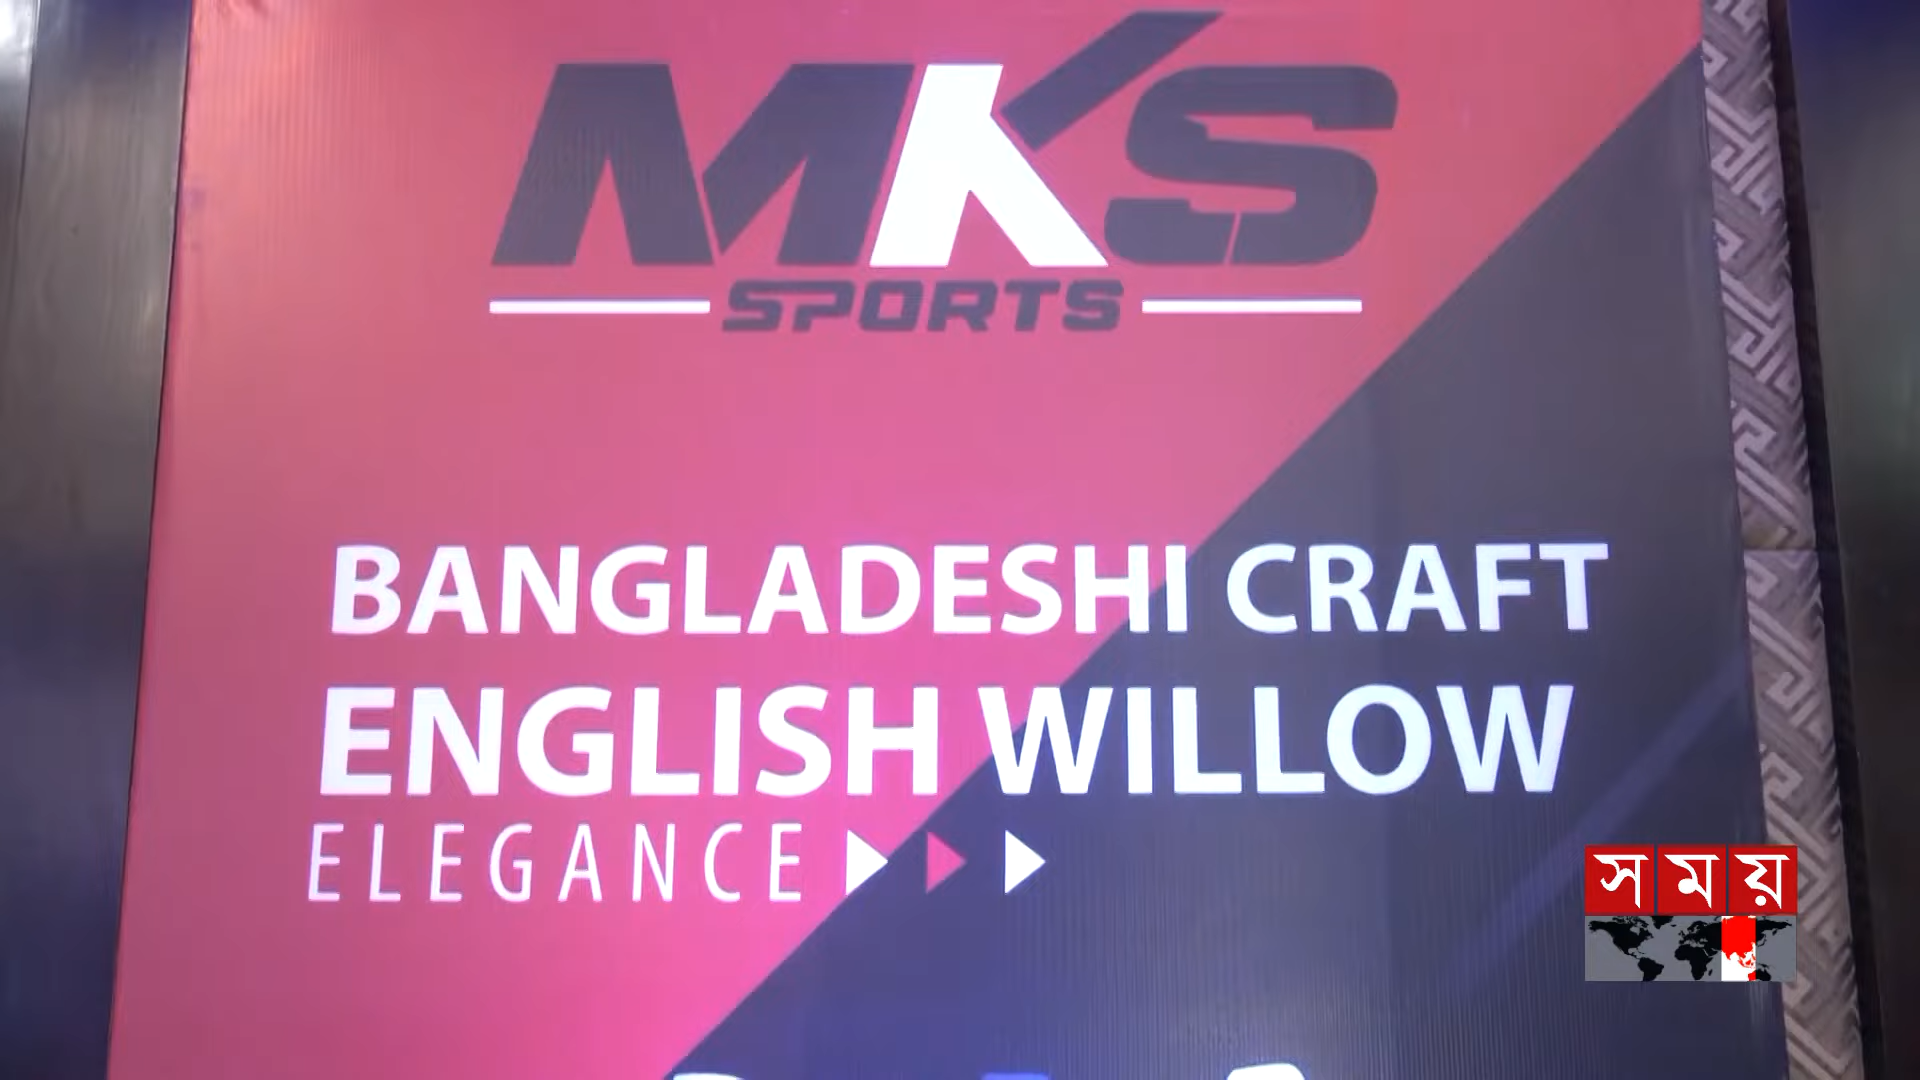 MKS
SPORTS
BANGLADESHI CRAFT
ENGLISH WILLOW
ELEGANCE
সময়